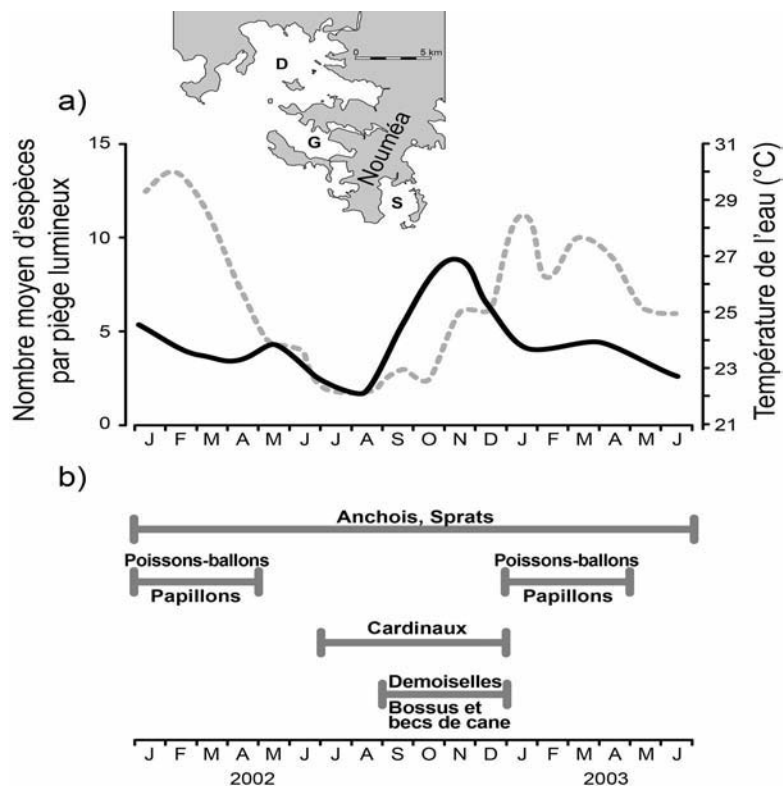 0 5 km
D
a)
G
Nouméa
S
Nombre moyen d'espèces
par piège lumineux
15
10
5
0
Température de l'eau (°C)
31
29
27
25
23
22
21
J F M A M J J A S O N D J F M A M J
b)
Anchois, Sprats
Poissons-ballons Poissons-ballons
Papillons Papillons
Cardinaux
Demoiselles
Bossus et
becs de cane
J F M A M J J A S O N D J F M A M J
2002 2003